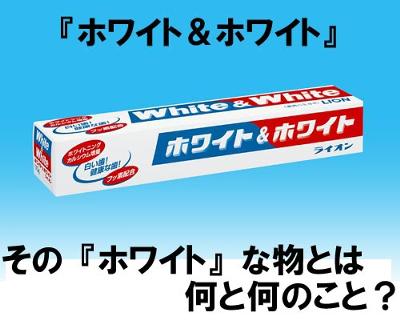 『ホワイト＆ホワイト』
White & White
LION
ホワイトニング
カルシウム
白い歯！
健康な歯！
フッ素配合
ホワイト&ホワイト
ライオン
White
&
White
その『ホワイト』な物とは
何と何のこと？